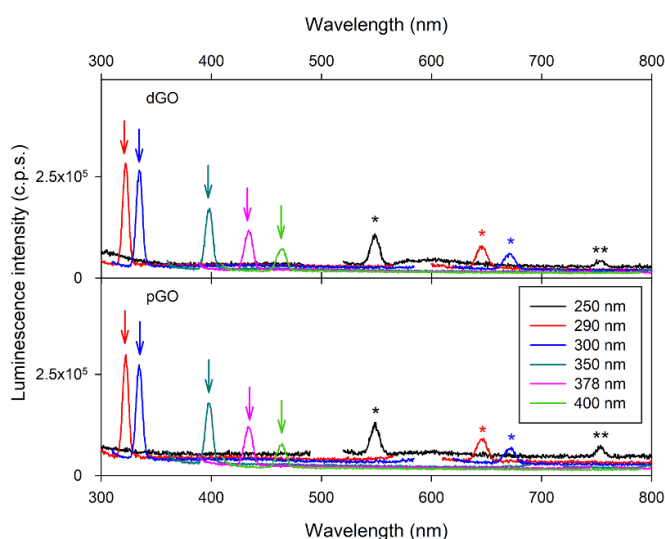 Wavelength (nm)
300 400 500 600 700 800
dGO
* * * **
2.5x10⁵
0
Luminescence intensity (c.p.s.)
pGO
* * * **
2.5x10⁵
0
250 nm
290 nm
300 nm
350 nm
378 nm
400 nm
300 400 500 600 700 800
Wavelength (nm)